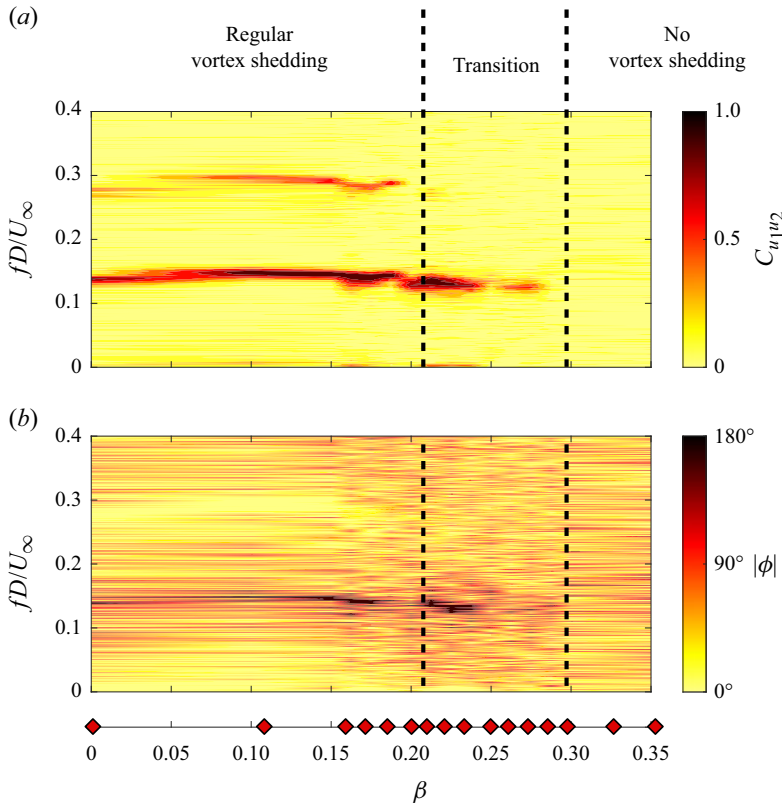 (a)
Regular
vortex shedding
Transition
No
vortex shedding
0.4
0.3
0.2
0.1
0
fD/U∞
1.0
0.5
0
Cu1u2
(b)
0.4
0.3
0.2
0.1
0
fD/U∞
180°
90°
0°
|ϕ|
0 0.05 0.10 0.15 0.20 0.25 0.30 0.35
β